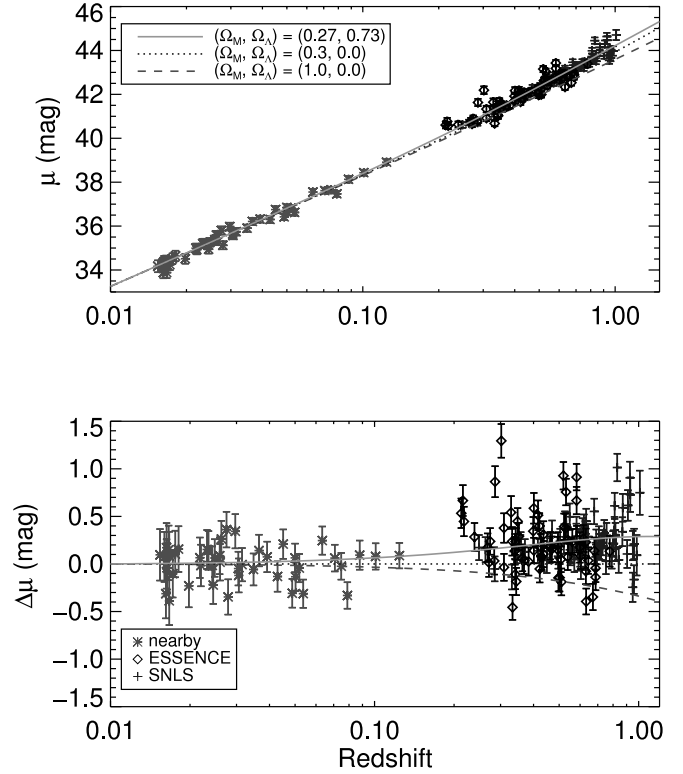 46
44
42
40
38
36
34
μ (mag)
(Ω_M, Ω_Λ) = (0.27, 0.73)
(Ω_M, Ω_Λ) = (0.3, 0.0)
(Ω_M, Ω_Λ) = (1.0, 0.0)
0.01 0.10 1.00
1.5
1.0
0.5
0.0
−0.5
−1.0
−1.5
Δμ (mag)
nearby
ESSENCE
SNLS
0.01 0.10 1.00
Redshift